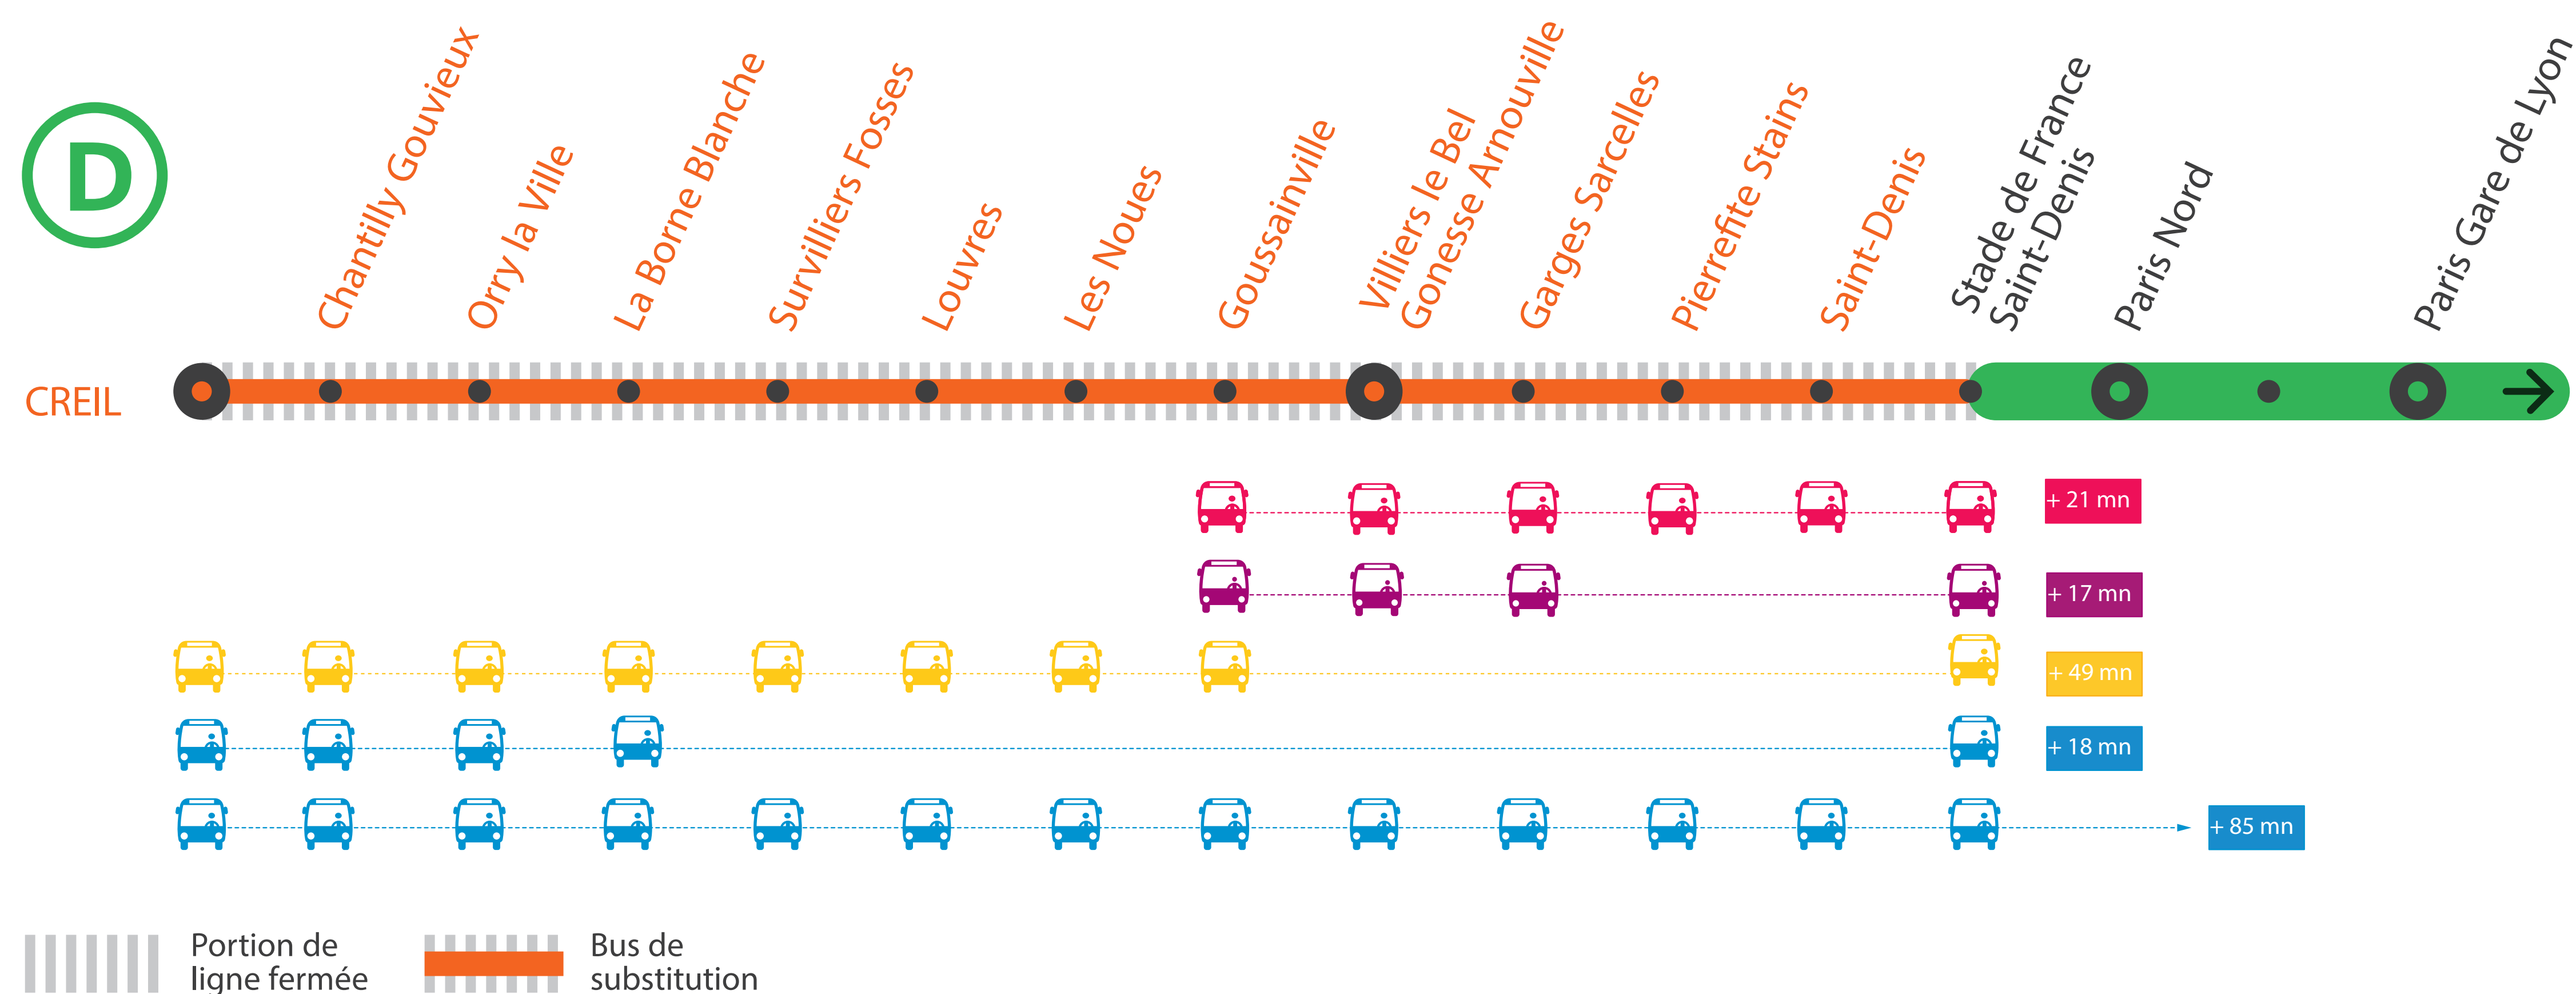 D
Chantilly Gouvieux
Orry la Ville
La Borne Blanche
Survilliers Fosses
Louvres
Les Noues
Goussainville
Villiers le Bel
Gonesse Arnouville
Garges Sarcelles
Pierrefite Stains
Saint-Denis
Stade de France
Saint-Denis
Paris Nord
Paris Gare de Lyon
CREIL
+ 21 mn
+ 17 mn
+ 49 mn
+ 18 mn
+ 85 mn
Portion de
ligne fermée
Bus de
substitution